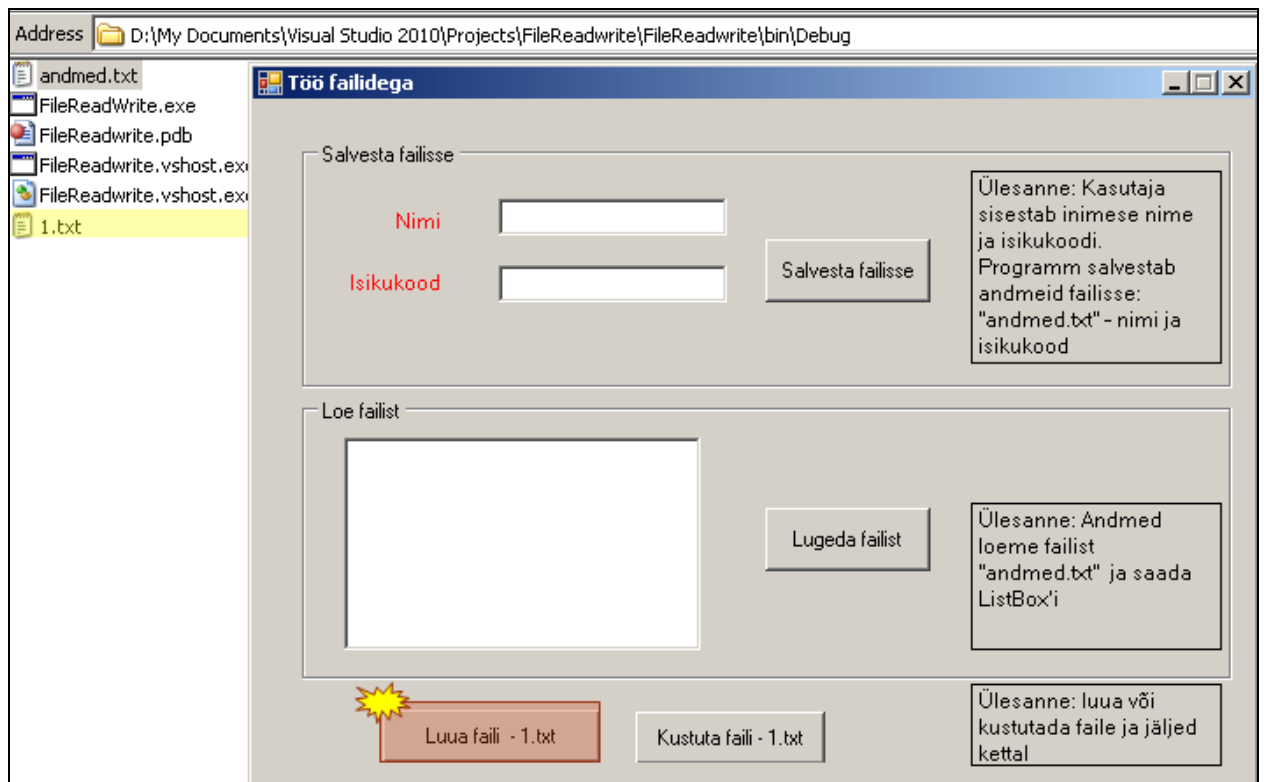 Address D:\My Documents\Visual Studio 2010\Projects\FileReadwrite\FileReadwrite\bin\Debug
andmed.txt
FileReadWrite.exe
FileReadwrite.pdb
FileReadwrite.vshost.exe
FileReadwrite.vshost.exe
1.txt
Töö failidega
Salvesta failisse
Nimi
Isikukood
Salvesta failisse
Ülesanne: Kasutaja
sisestab inimese nime
ja isikukoodi.
Programm salvestab
andmeid failisse:
"andmed.txt" - nimi ja
isikukood
Loe failist
Lugeda failist
Ülesanne: Andmed
loeme failist
"andmed.txt" ja saada
ListBox'i
Luua faili - 1.txt
Kustuta faili - 1.txt
Ülesanne: luua või
kustutada faile ja jäljed
kettal